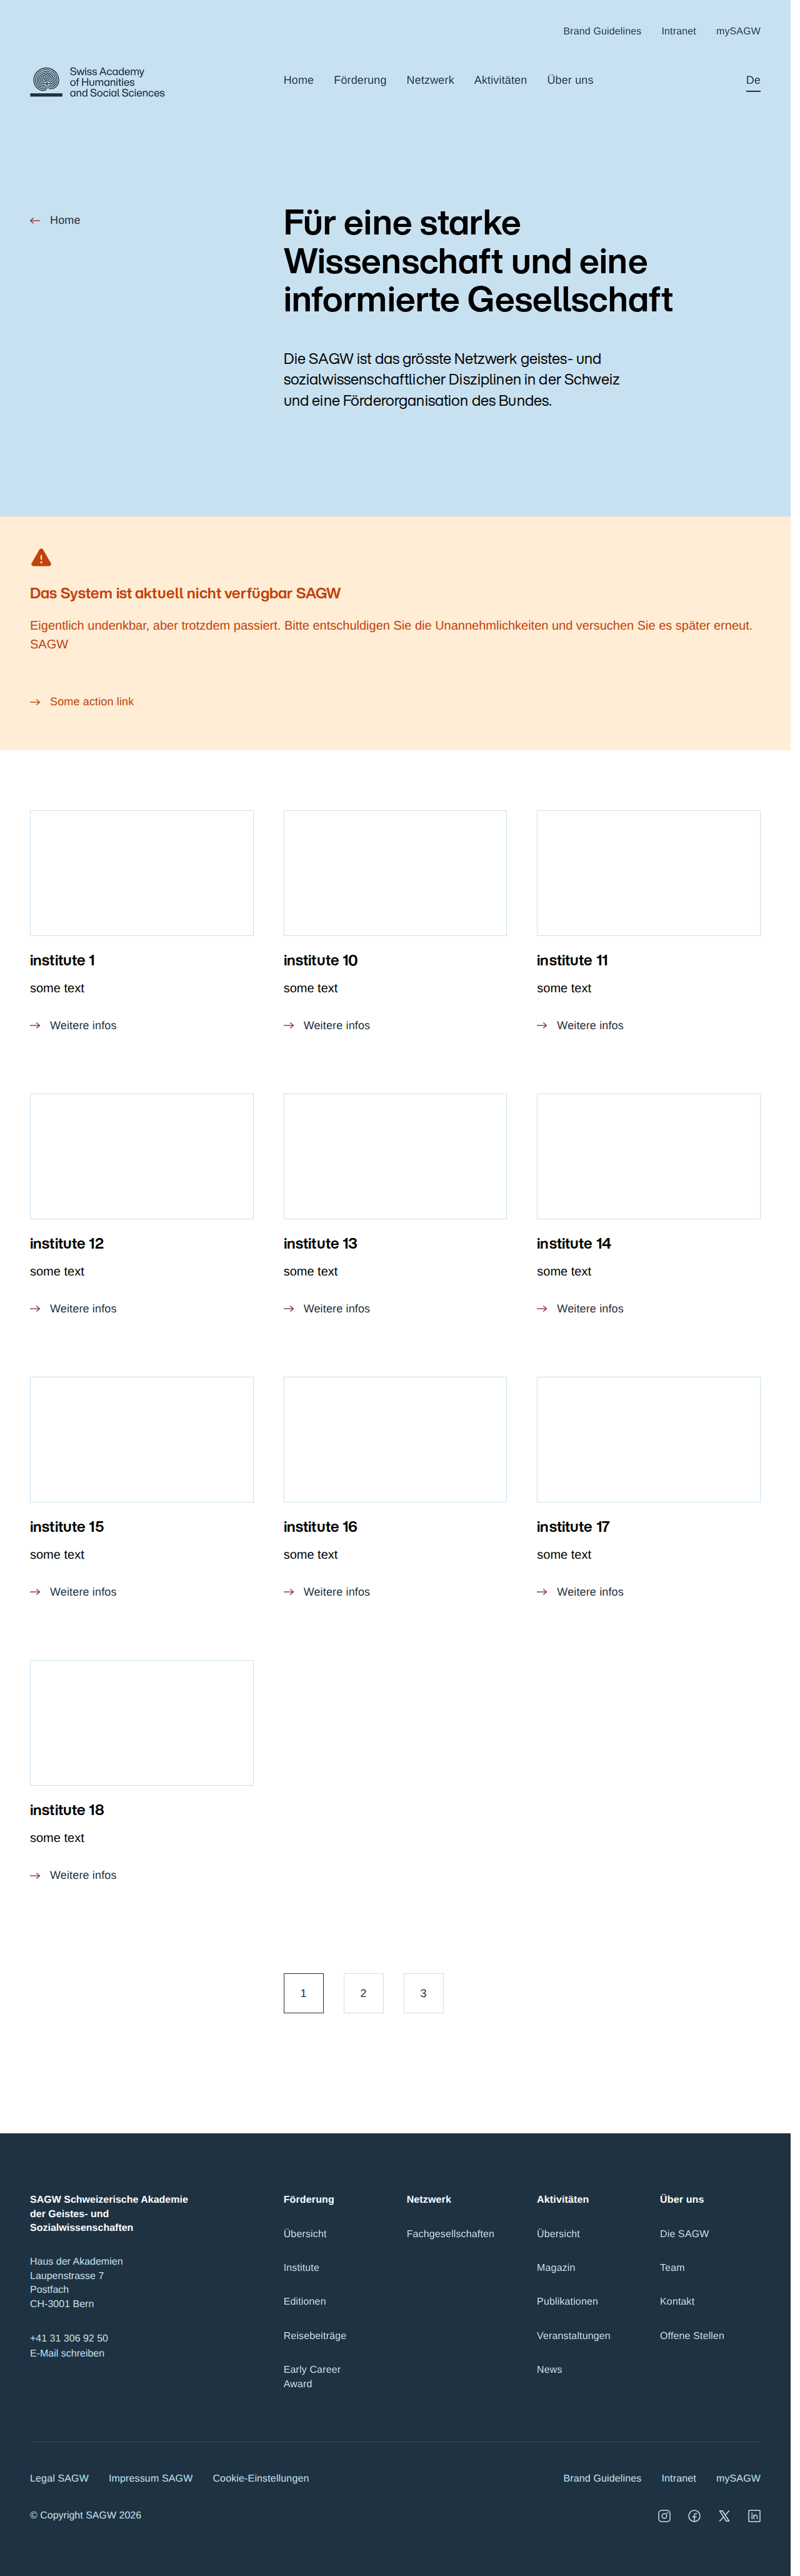 Brand Guidelines Intranet mySAGW
Swiss Academy
of Humanities
and Social Sciences
Home Förderung Netzwerk Aktivitäten Über uns De
Home
Für eine starke
Wissenschaft und eine
informierte Gesellschaft
Die SAGW ist das grösste Netzwerk geistes- und
sozialwissenschaftlicher Disziplinen in der Schweiz
und eine Förderorganisation des Bundes.
Das System ist aktuell nicht verfügbar SAGW
Eigentlich undenkbar, aber trotzdem passiert. Bitte entschuldigen Sie die Unannehmlichkeiten und versuchen Sie es später erneut.
SAGW
Some action link
institute 1
some text
Weitere infos
institute 10
some text
Weitere infos
institute 11
some text
Weitere infos
institute 12
some text
Weitere infos
institute 13
some text
Weitere infos
institute 14
some text
Weitere infos
institute 15
some text
Weitere infos
institute 16
some text
Weitere infos
institute 17
some text
Weitere infos
institute 18
some text
Weitere infos
1 2 3
SAGW Schweizerische Akademie
der Geistes- und
Sozialwissenschaften
Haus der Akademien
Laupenstrasse 7
Postfach
CH-3001 Bern
+41 31 306 92 50
E-Mail schreiben
Förderung
Übersicht
Institute
Editionen
Reisebeiträge
Early Career
Award
Netzwerk
Fachgesellschaften
Aktivitäten
Übersicht
Magazin
Publikationen
Veranstaltungen
News
Über uns
Die SAGW
Team
Kontakt
Offene Stellen
Legal SAGW Impressum SAGW Cookie-Einstellungen
Brand Guidelines Intranet mySAGW
© Copyright SAGW 2026